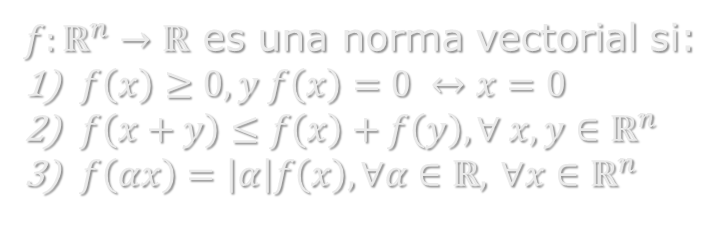 f: ℝⁿ → ℝ es una norma vectorial si:
1) f(x) ≥ 0, y f(x) = 0 ↔ x = 0
2) f(x + y) ≤ f(x) + f(y), ∀ x, y ∈ ℝⁿ
3) f(αx) = |α|f(x), ∀α ∈ ℝ, ∀x ∈ ℝⁿ